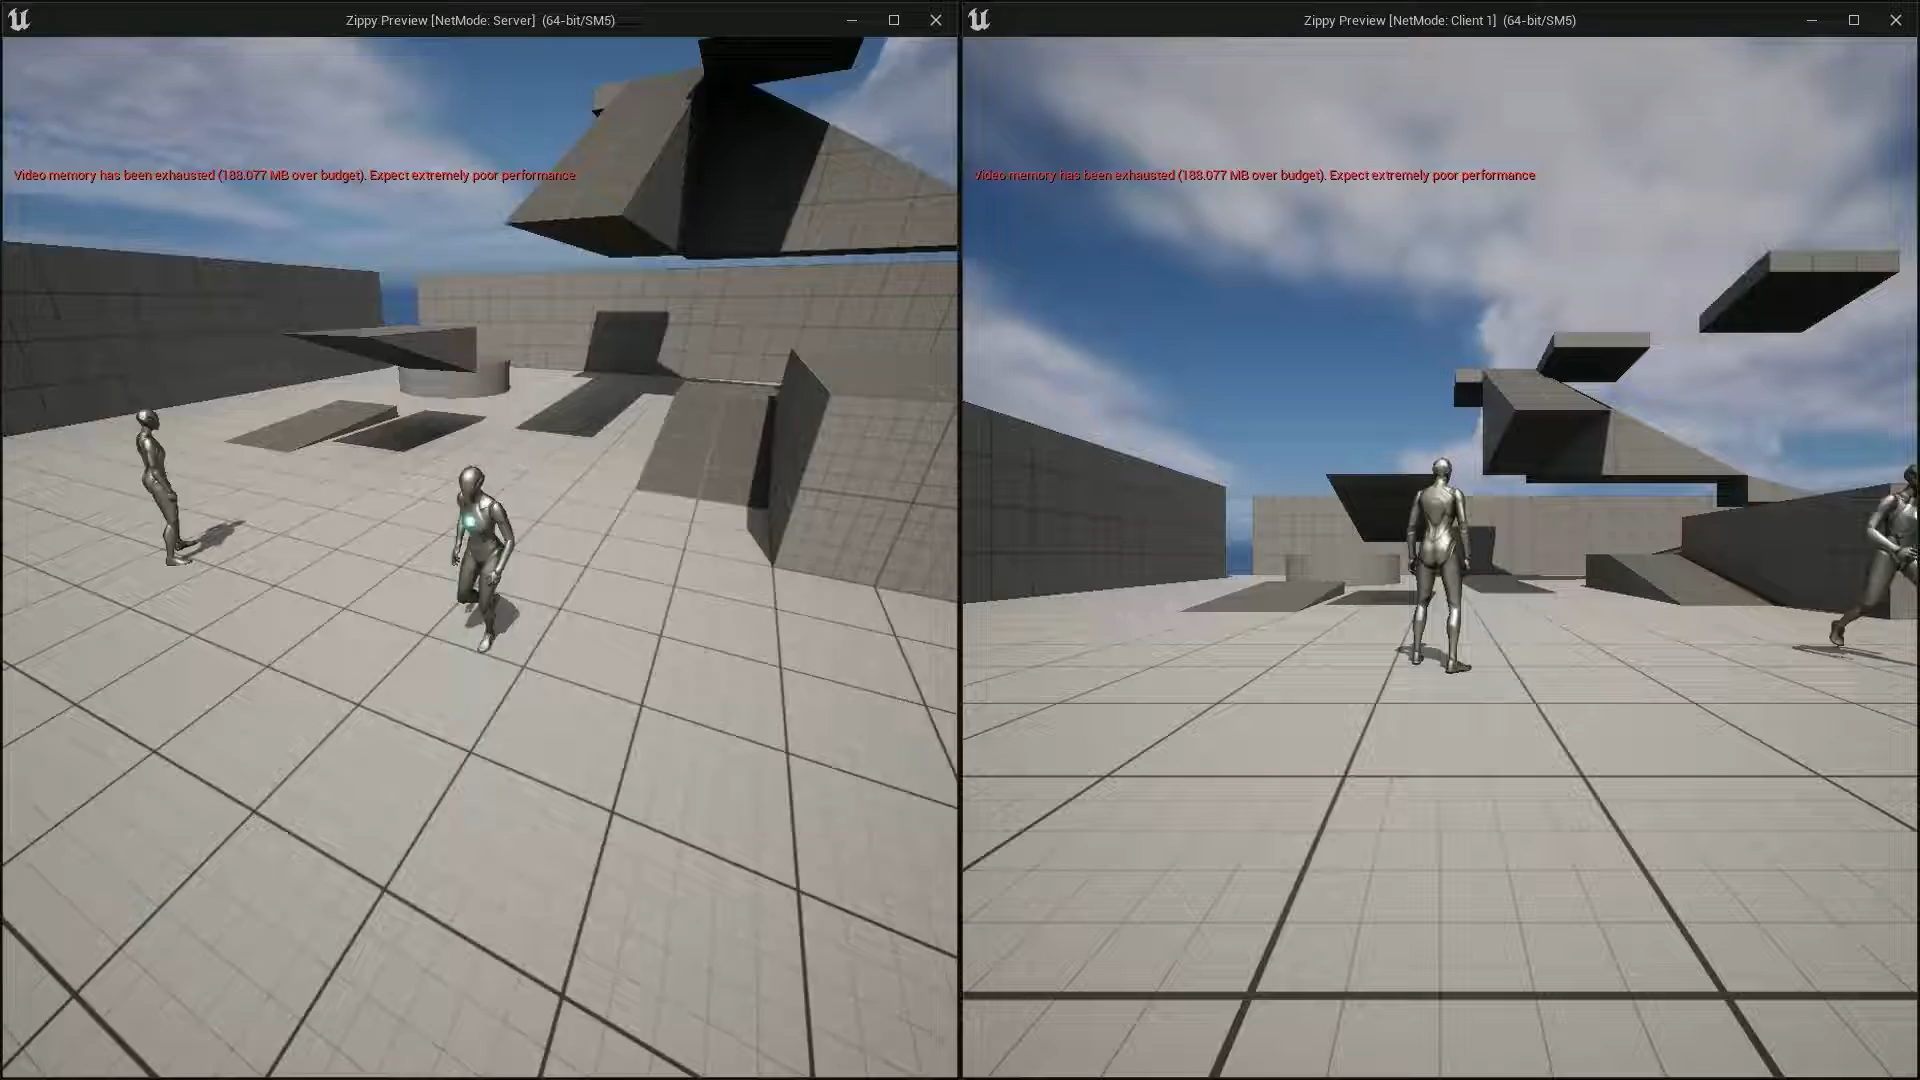 Zippy Preview [NetMode: Server] (64-bit/SM5)
Video memory has been exhausted (188.077 MB over budget). Expect extremely poor performance
Zippy Preview [NetMode: Client 1] (64-bit/SM5)
Video memory has been exhausted (188.077 MB over budget). Expect extremely poor performance